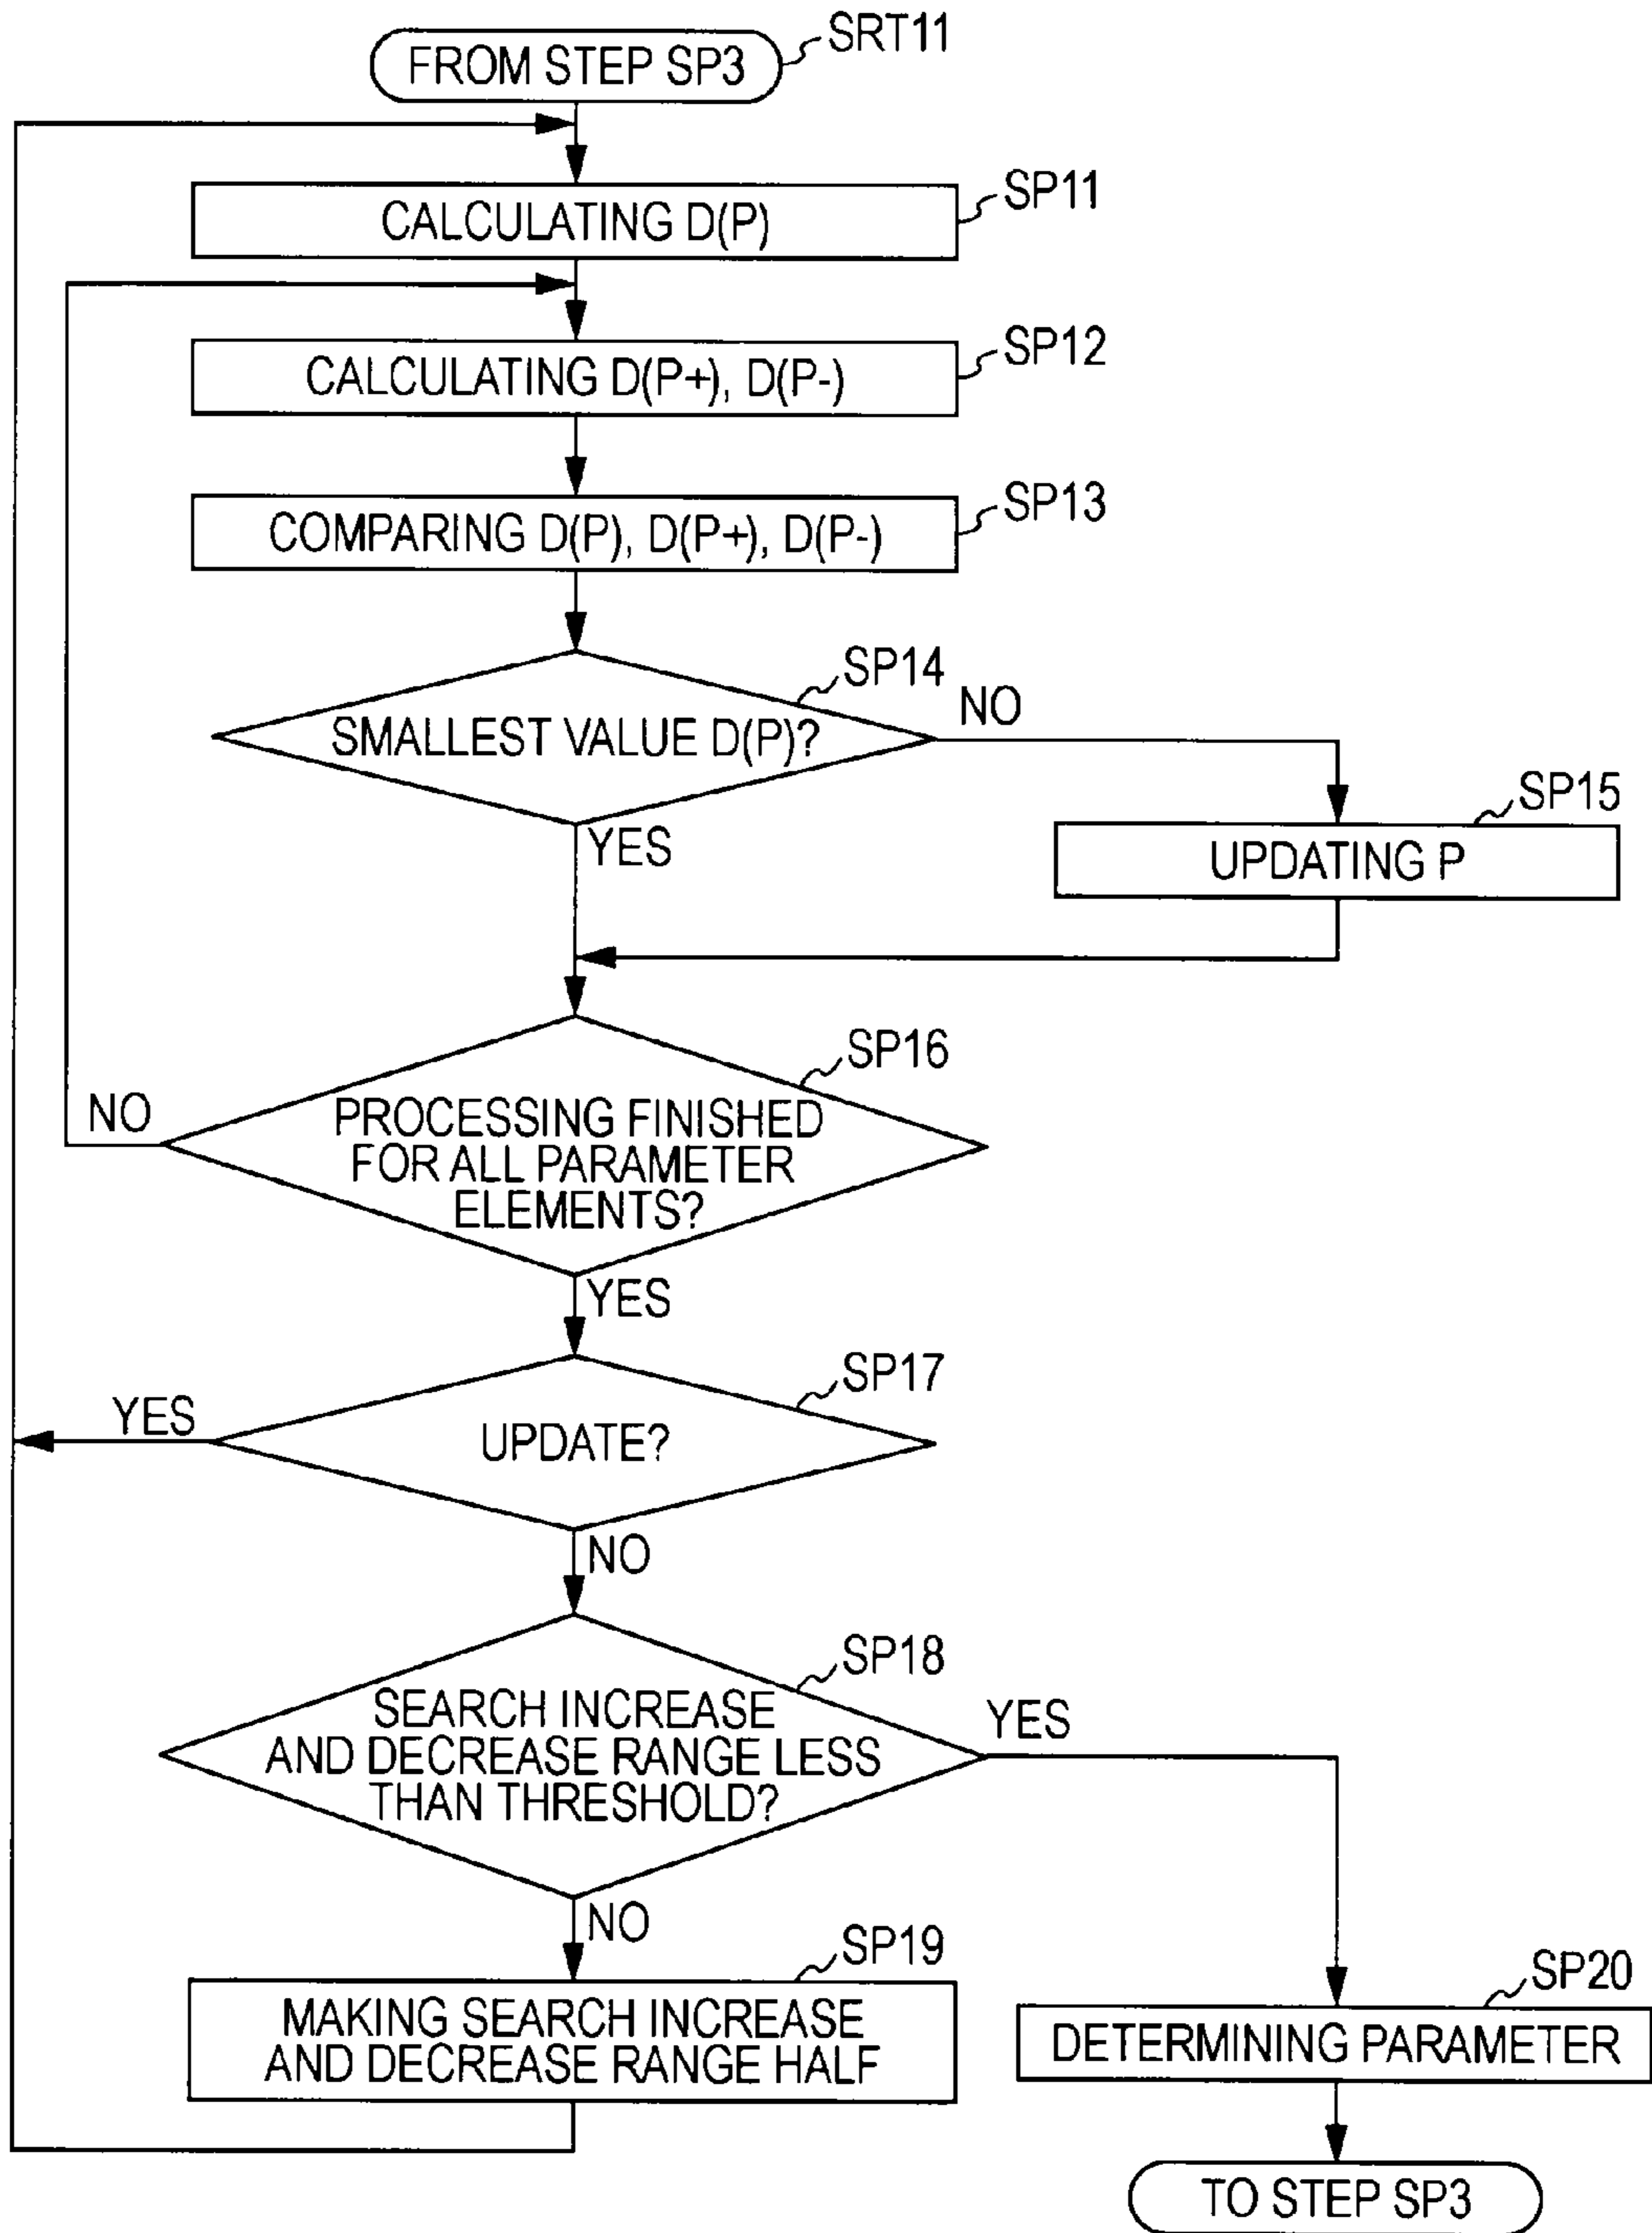 SRT11
FROM STEP SP3
SP11
CALCULATING D(P)
SP12
CALCULATING D(P+), D(P-)
SP13
COMPARING D(P), D(P+), D(P-)
SP14
NO
SMALLEST VALUE D(P)?
SP15
YES
UPDATING P
SP16
NO
PROCESSING FINISHED
FOR ALL PARAMETER
ELEMENTS?
YES
SP17
YES
UPDATE?
NO
SP18
SEARCH INCREASE
AND DECREASE RANGE LESS
THAN THRESHOLD?
YES
NO
SP19
MAKING SEARCH INCREASE
AND DECREASE RANGE HALF
SP20
DETERMINING PARAMETER
TO STEP SP3